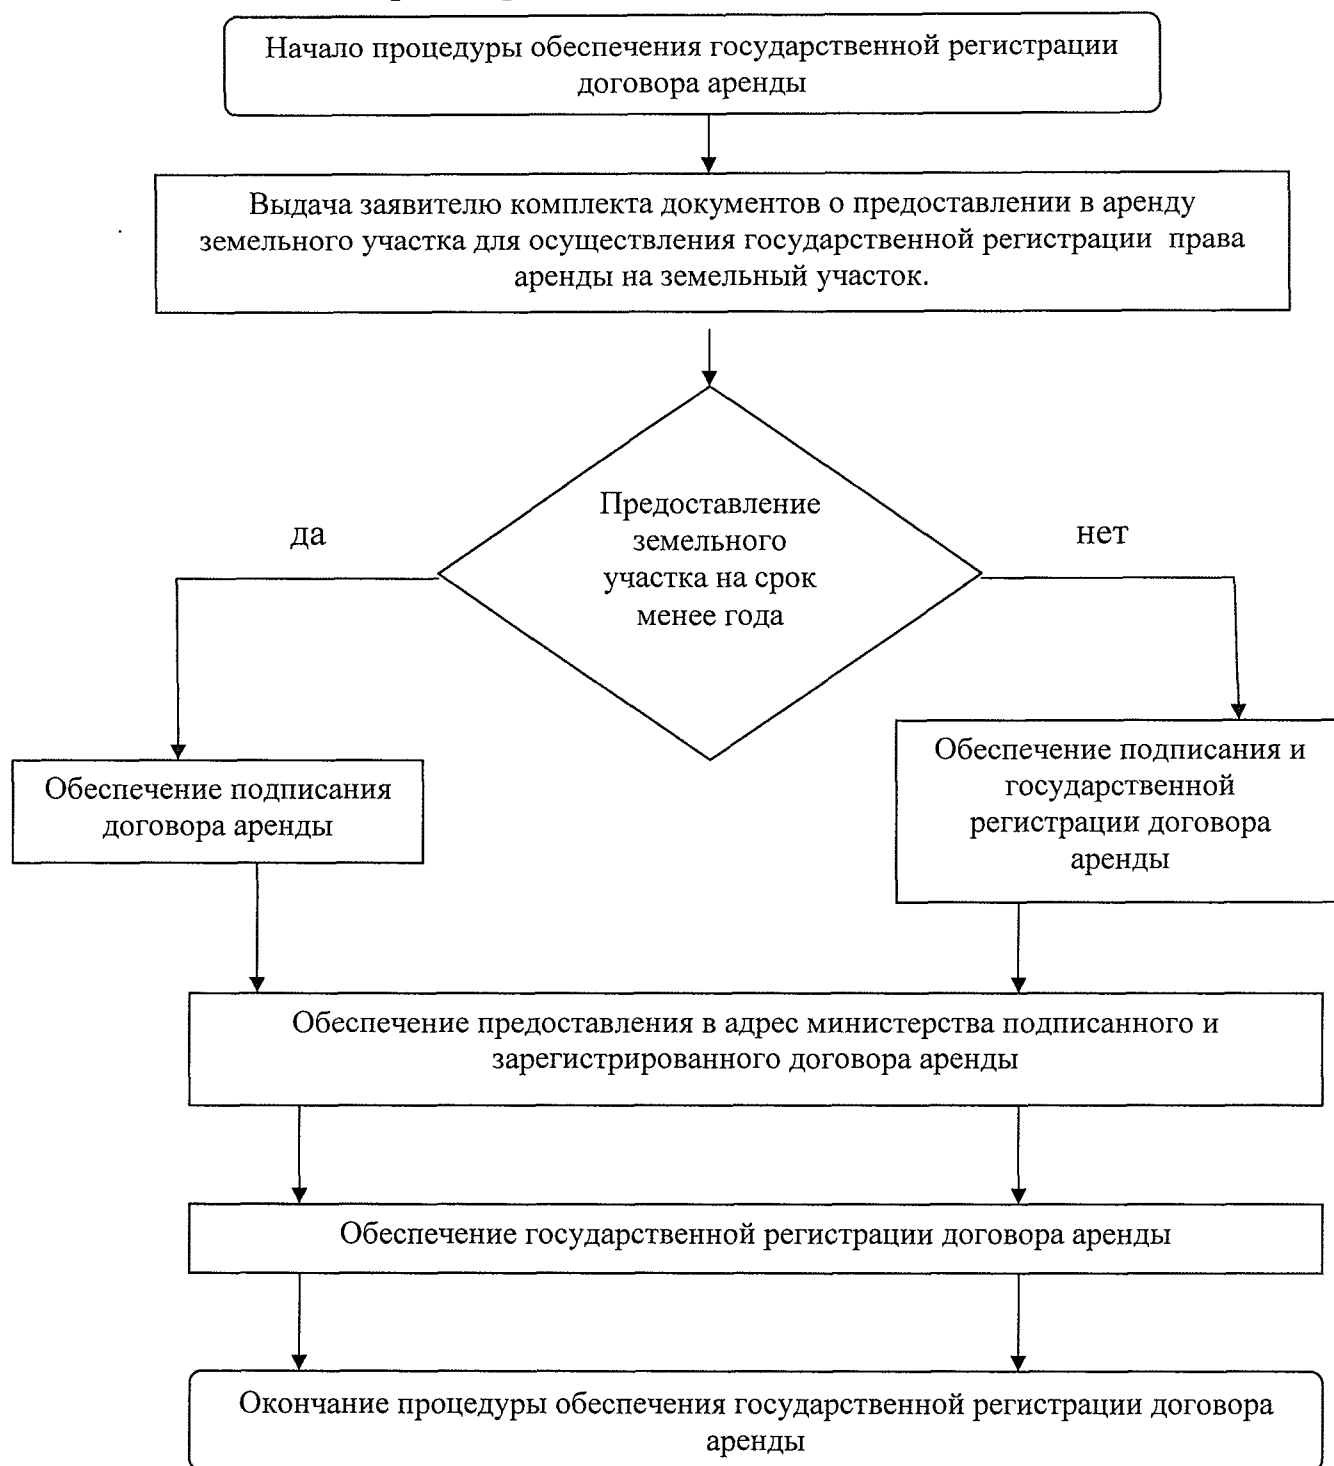 Начало процедуры обеспечения государственной регистрации
договора аренды
Выдача заявителю комплекта документов о предоставлении в аренду
земельного участка для осуществления государственной регистрации права
аренды на земельный участок.
Предоставление
земельного
участка на срок
менее года
да
нет
Обеспечение подписания
договора аренды
Обеспечение подписания и
государственной
регистрации договора
аренды
Обеспечение предоставления в адрес министерства подписанного и
зарегистрированного договора аренды
Обеспечение государственной регистрации договора аренды
Окончание процедуры обеспечения государственной регистрации договора
аренды